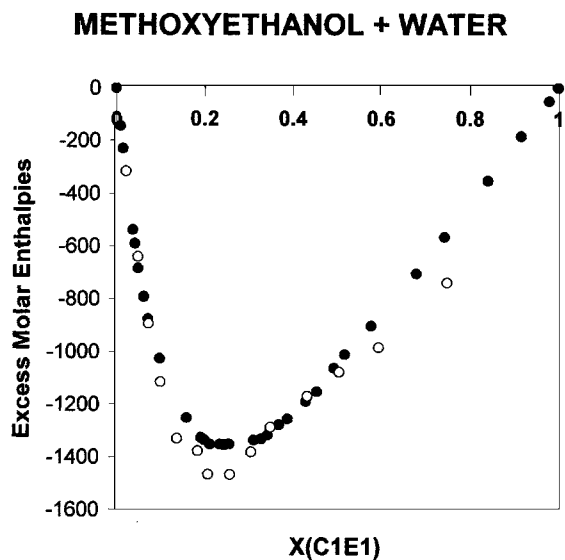 METHOXYETHANOL + WATER
0
0 0.2 0.4 0.6 0.8 1
-200
-400
-600
-800
-1000
-1200
-1400
-1600
Excess Molar Enthalpies
X(C1E1)